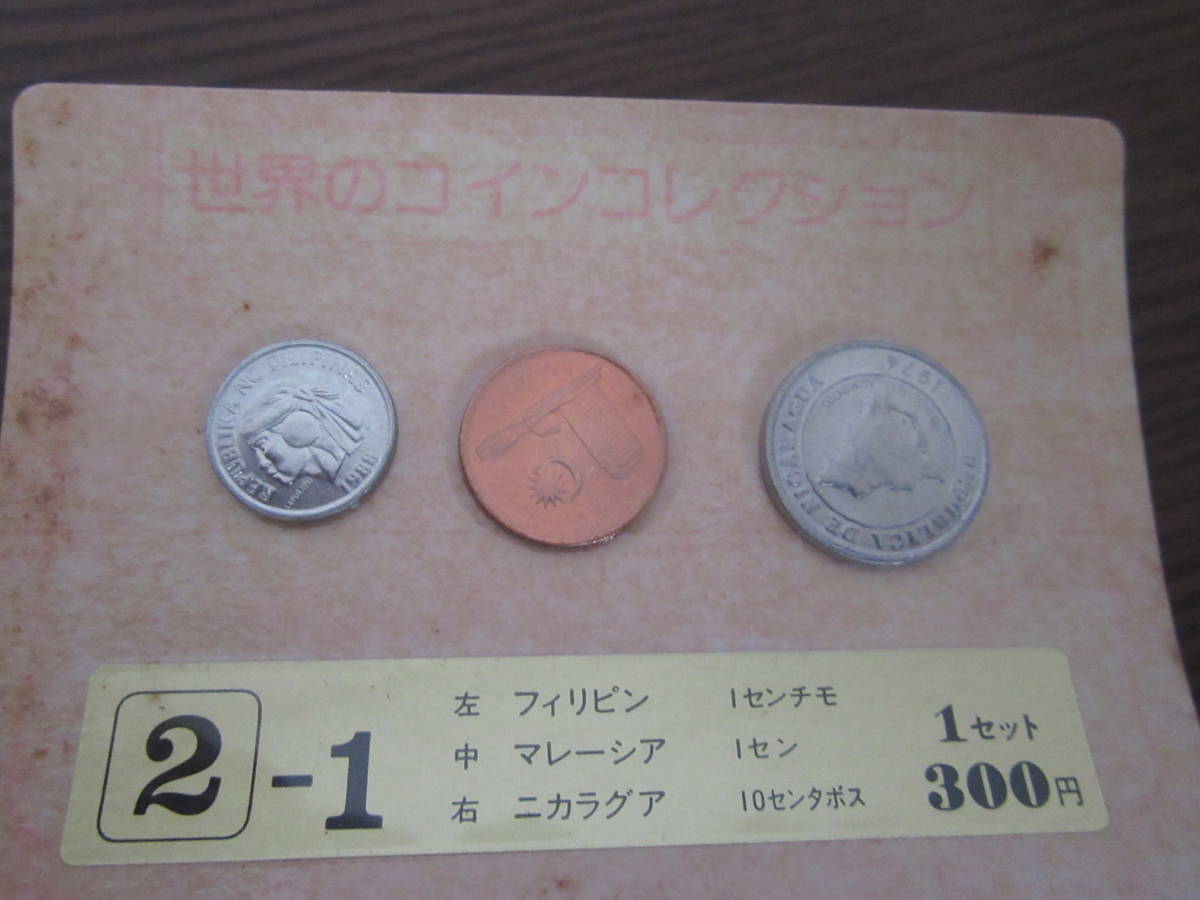 世界のコインコレクション
REPUBLIKA NG PILIPINAS
LAPULAPU
1974
REPUBLICA DE NICARAGUA
2-1
左 フィリピン 1センチモ
中 マレーシア 1セン
右 ニカラグア 10センタボス
1セット
300円